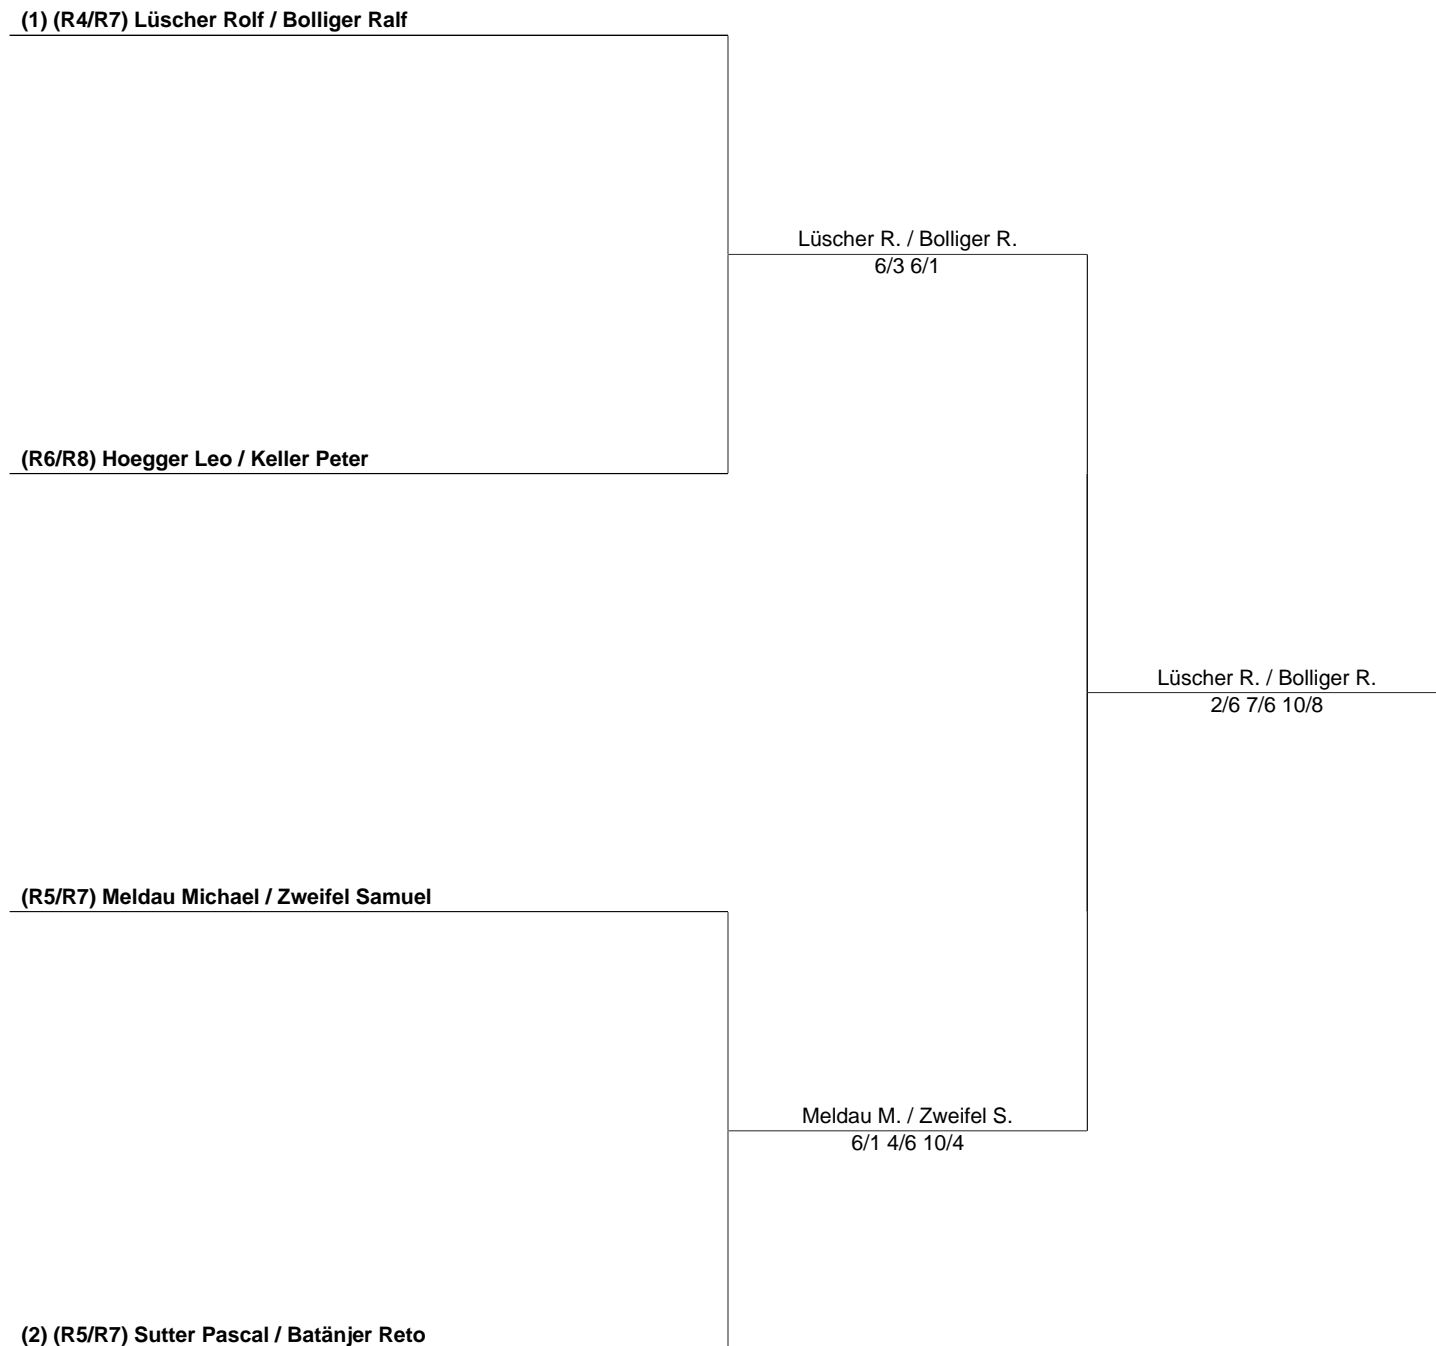 (1) (R4/R7) Lüscher Rolf / Bolliger Ralf
Lüscher R. / Bolliger R.
6/3 6/1
(R6/R8) Hoegger Leo / Keller Peter
Lüscher R. / Bolliger R.
2/6 7/6 10/8
(R5/R7) Meldau Michael / Zweifel Samuel
Meldau M. / Zweifel S.
6/1 4/6 10/4
(2) (R5/R7) Sutter Pascal / Batänjer Reto